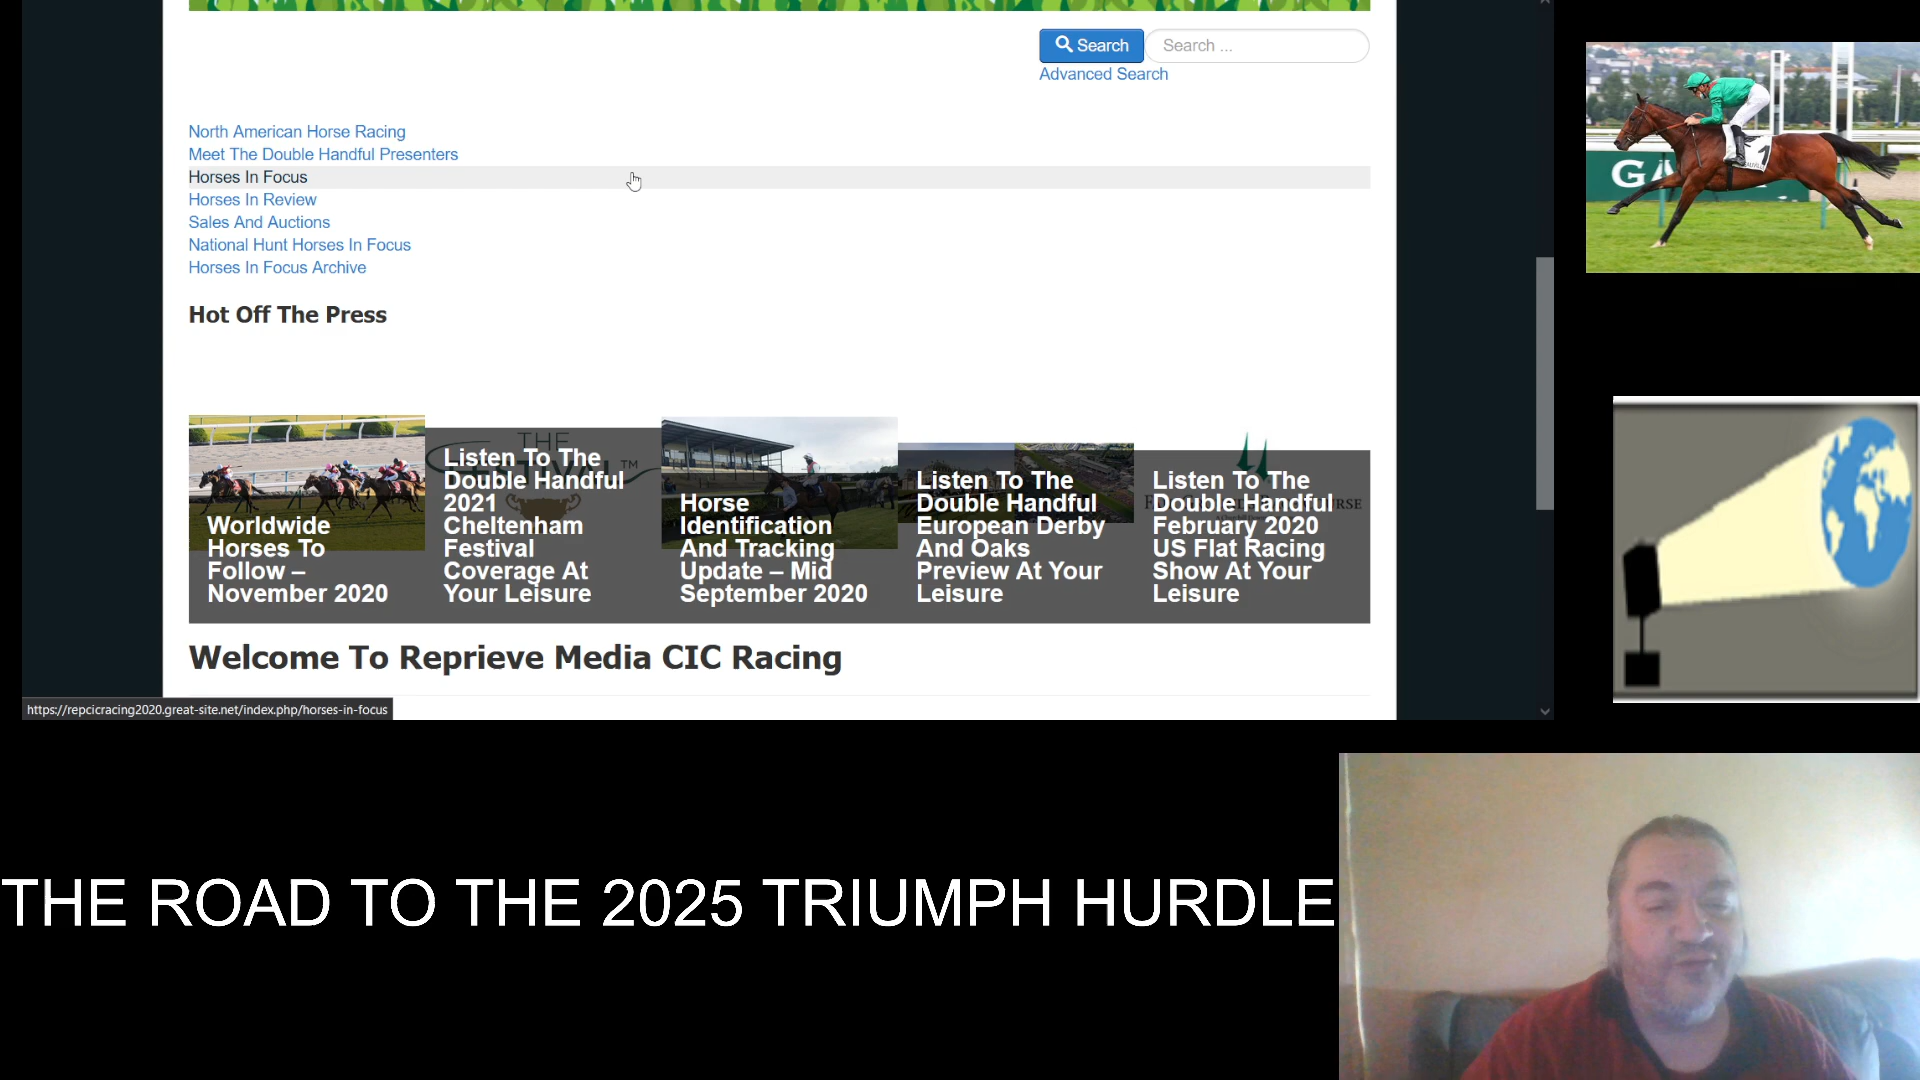 Search
Search ...
Advanced Search
North American Horse Racing
Meet The Double Handful Presenters
Horses In Focus
Horses In Review
Sales And Auctions
National Hunt Horses In Focus
Horses In Focus Archive
Hot Off The Press
Worldwide
Horses To
Follow –
November 2020
THE
™
Listen To The
Double Handful
2021
Cheltenham
Festival
Coverage At
Your Leisure
Horse
Identification
And Tracking
Update – Mid
September 2020
Listen To The
Double Handful
European Derby
And Oaks
Preview At Your
Leisure
Listen To The
Double Handful
February 2020
US Flat Racing
Show At Your
Leisure
Welcome To Reprieve Media CIC Racing
https://repcicracing2020.great-site.net/index.php/horses-in-focus
1
THE ROAD TO THE 2025 TRIUMPH HURDLE